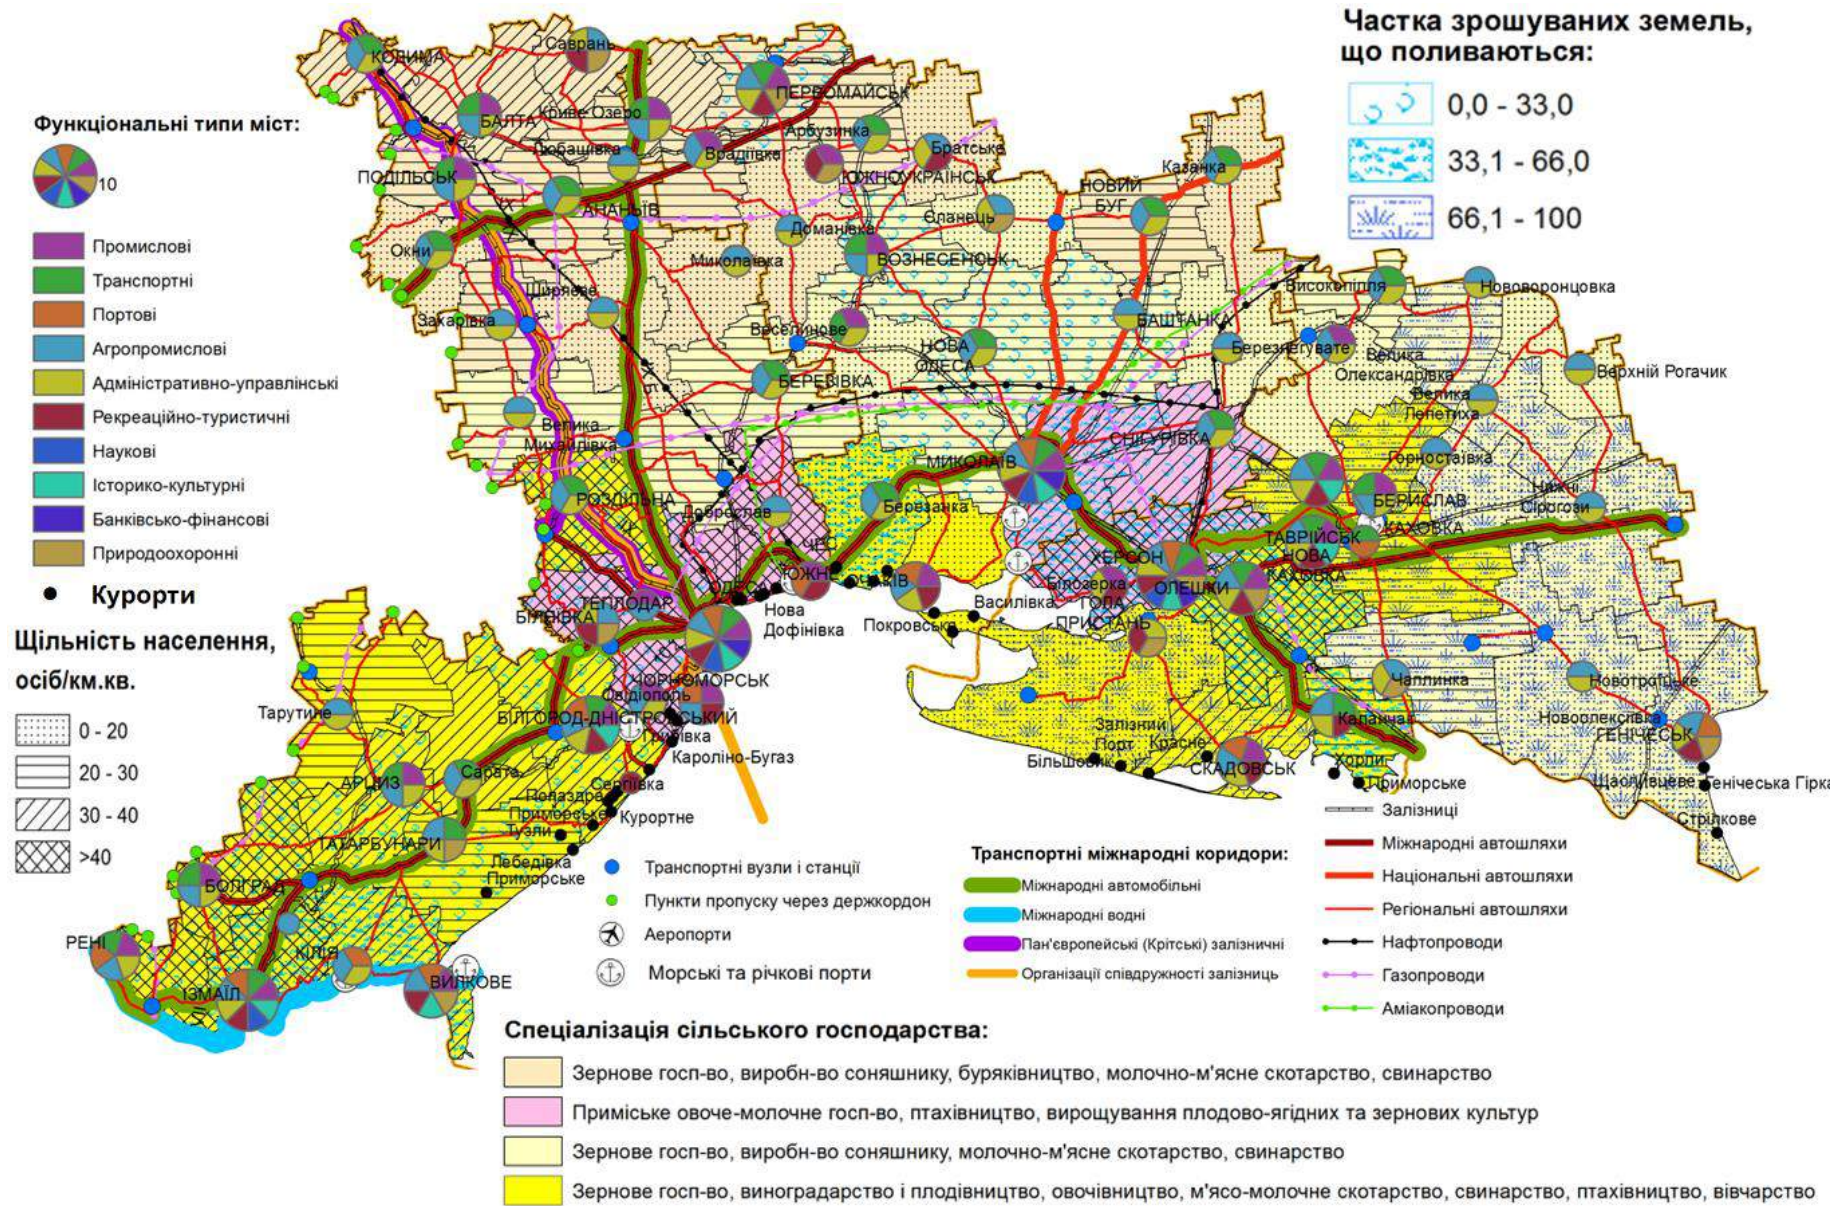 Частка зрошуваних земель,
що поливаються:
0,0 - 33,0
33,1 - 66,0
66,1 - 100
Функціональні типи міст:
10
Промислові
Транспортні
Портові
Агропромислові
Адміністративно-управлінські
Рекреаційно-туристичні
Наукові
Історико-культурні
Банківсько-фінансові
Природоохоронні
Курорти
Щільність населення,
осіб/км.кв.
0 - 20
20 - 30
30 - 40
>40
КОДИМА
Саврань
ПЕРВОМАЙСЬК
БАЛТА
Криве Озеро
Любашівка
Врадіївка
Арбузинка
Братське
ЮЖНОУКРАЇНСЬК
Казанка
НОВИЙ
БУГ
ПОДІЛЬСЬК
АНАНЬЇВ
Єланець
Доманівка
Окни
Миколаївка
ВОЗНЕСЕНСЬК
Ширяєве
Захарівка
Веселинове
НОВА
ОДЕСА
БАШТАНКА
Березнегувате
Високопілля
Нововоронцовка
Велика
Олександрівка
Верхній Рогачик
Велика
Лепетиха
БЕРЕЗІВКА
Велика
Михайлівка
СНІГУРІВКА
МИКОЛАЇВ
Горностаївка
РОЗДІЛЬНА
Доброслав
Березанка
БЕРИСЛАВ
КАХОВКА
Нижні
Сірогози
ТАВРІЙСЬК
НОВА
КАХОВКА
ХЕРСОН
ОЛЕШКИ
Білозерка
ГОЛА
ПРИСТАНЬ
ОДЕСА
ЮЖНЕ
ОЧАКІВ
ТЕПЛОДАР
БІЛЯЇВКА
Нова
Дофінівка
Покровська
Василівка
ЧОРНОМОРСЬК
Овідіополь
БІЛГОРОД-ДНІСТРОВСЬКИЙ
Грибівка
Кароліно-Бугаз
Тарутине
АРЦИЗ
Сарата
Сергіївка
Курортне
Приморське
Тузли
Лебедівка
Приморське
ТАТАРБУНАРИ
БОЛГРАД
РЕНІ
ІЗМАЇЛ
КІЛІЯ
ВИЛКОВЕ
Залізний
Порт
Більшовик
Красне
СКАДОВСЬК
Каланчак
Хорли
Приморське
Чаплинка
Новотроїцьке
Новоолексіївка
ГЕНІЧЕСЬК
Щасливцеве
Генічеська Гірка
Стрілкове
Транспортні вузли і станції
Пункти пропуску через держкордон
Аеропорти
Морські та річкові порти
Транспортні міжнародні коридори:
Міжнародні автомобільні
Міжнародні водні
Пан'європейські (Крітські) залізничні
Організації співдружності залізниць
Залізниці
Міжнародні автошляхи
Національні автошляхи
Регіональні автошляхи
Нафтопроводи
Газопроводи
Аміакопроводи
Спеціалізація сільського господарства:
Зернове госп-во, виробн-во соняшнику, буряківництво, молочно-м'ясне скотарство, свинарство
Приміське овоче-молочне госп-во, птахівництво, вирощування плодово-ягідних та зернових культур
Зернове госп-во, виробн-во соняшнику, молочно-м'ясне скотарство, свинарство
Зернове госп-во, виноградарство і плодівництво, овочівництво, м'ясо-молочне скотарство, свинарство, птахівництво, вівчарство